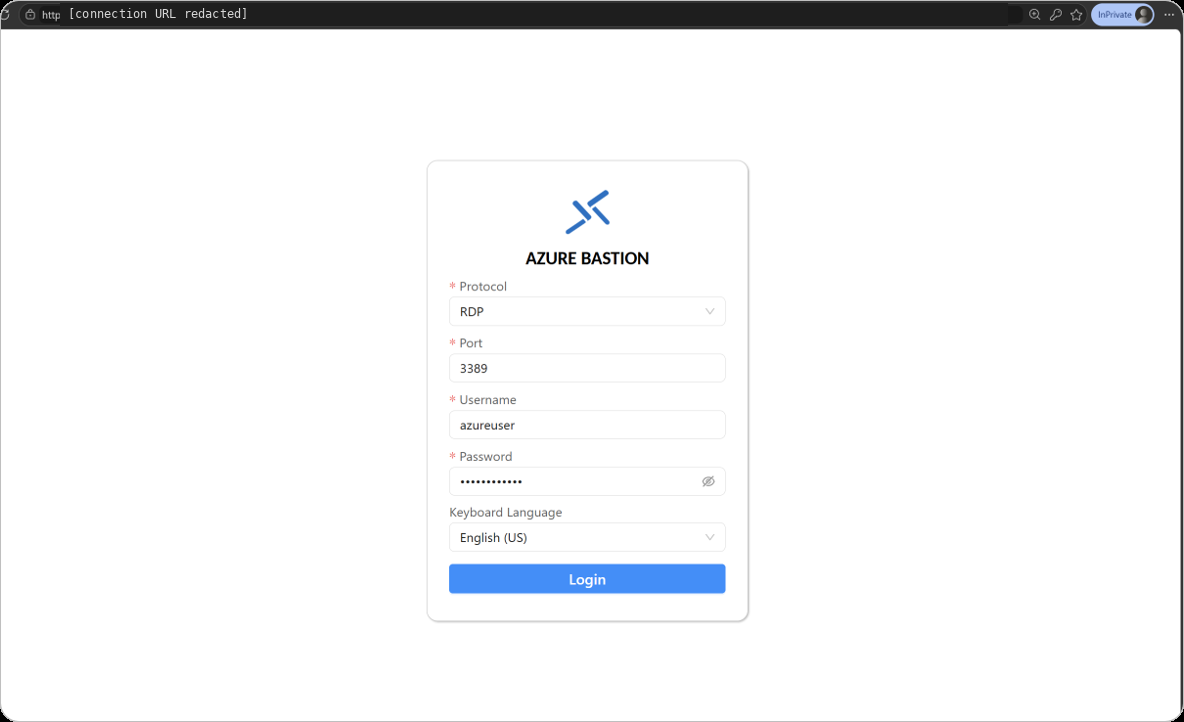 http [connection URL redacted]
InPrivate
AZURE BASTION
* Protocol
RDP
* Port
3389
* Username
azureuser
* Password
••••••••••••
Keyboard Language
English (US)
Login